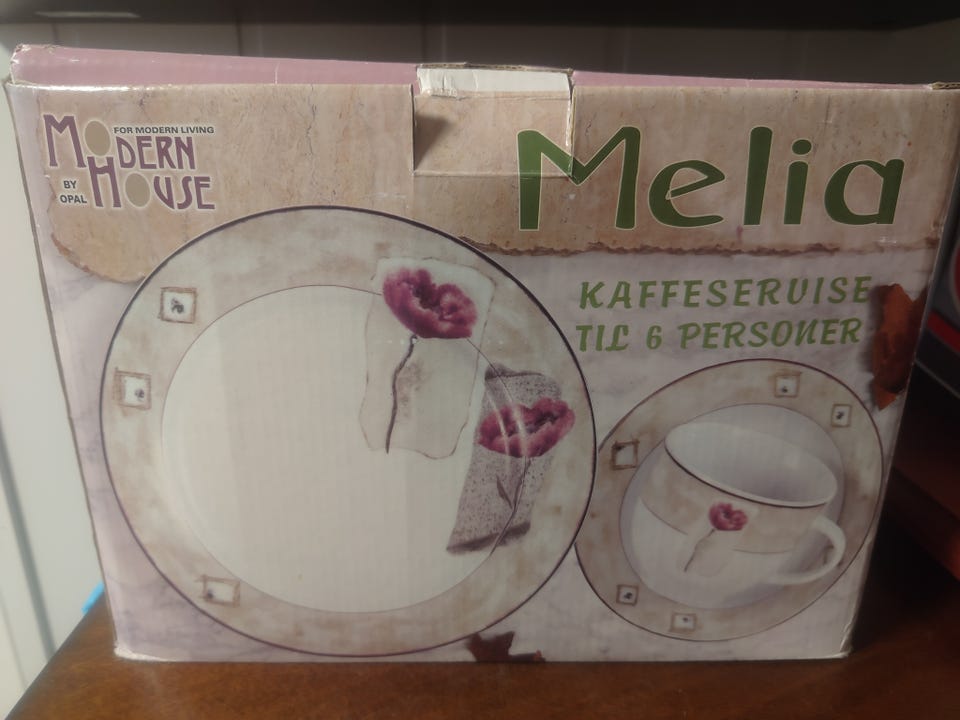 FOR MODERN LIVING
MODERN
HOUSE
BY
OPAL
Melia
KAFFESERVISE
TIL 6 PERSONER